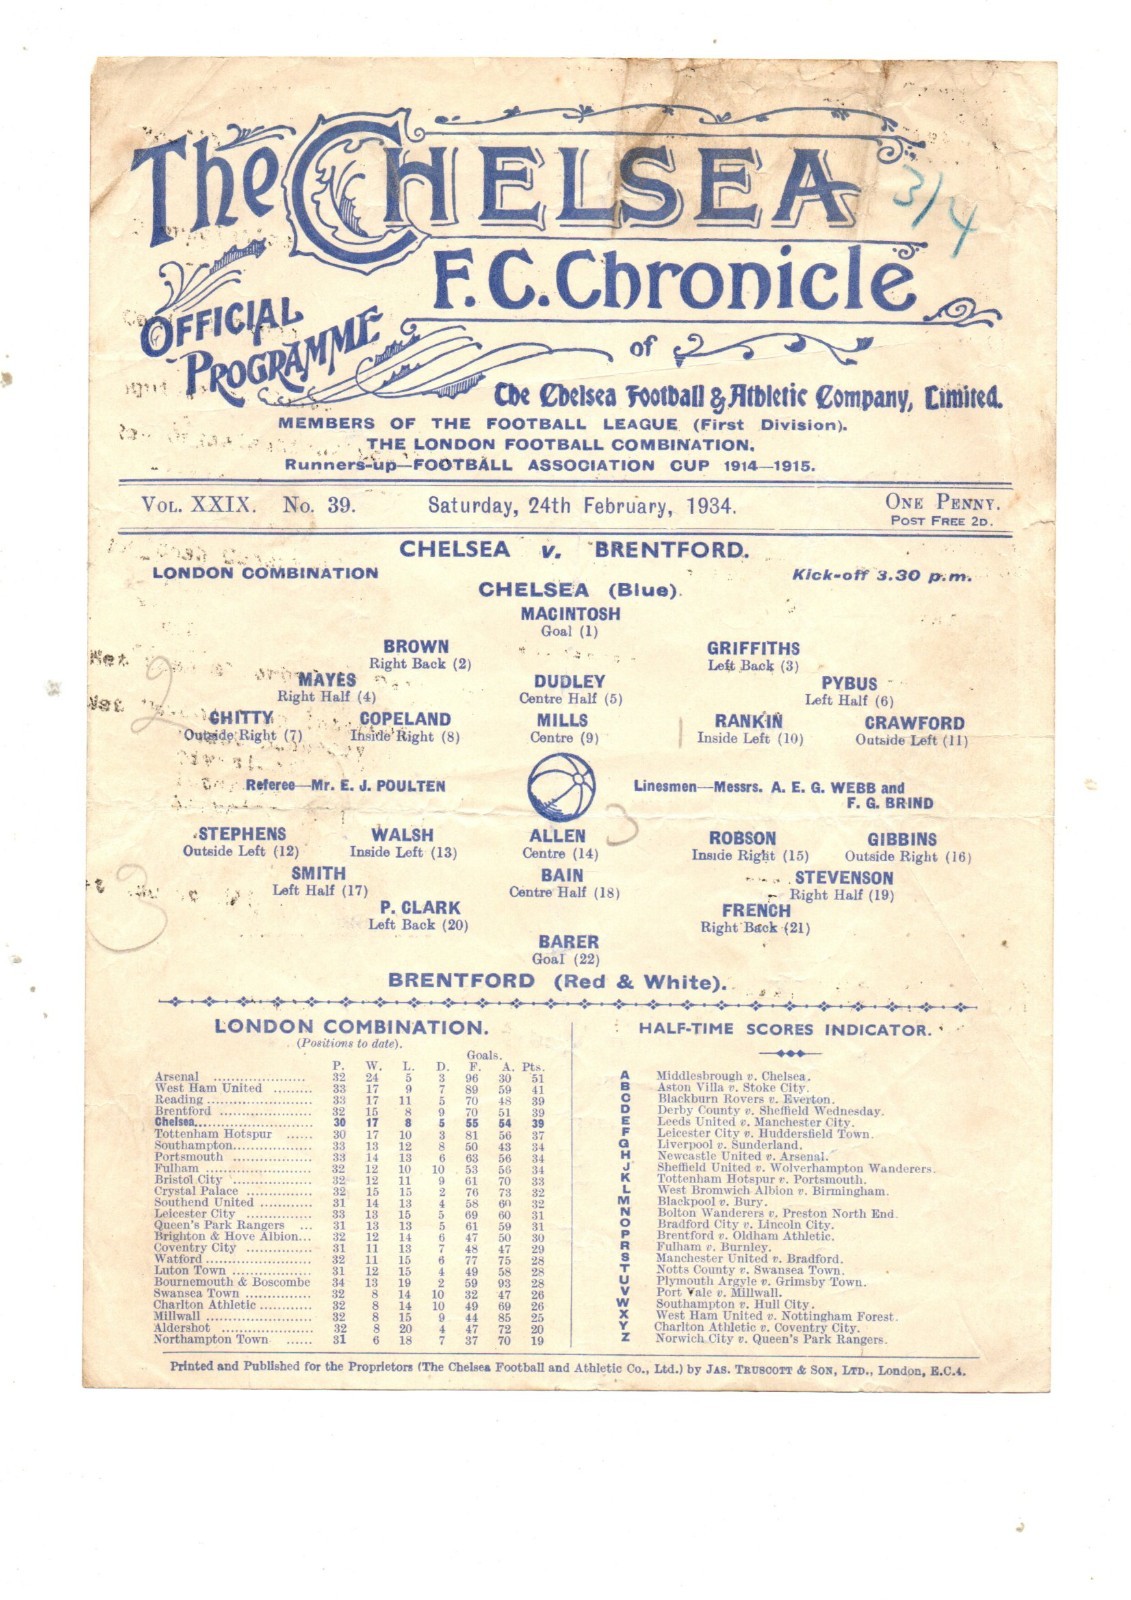 The CHELSEA
3/4
F.C. Chronicle
OFFICIAL PROGRAMME
of
The Chelsea Football & Athletic Company, Limited.
MEMBERS OF THE FOOTBALL LEAGUE (First Division).
THE LONDON FOOTBALL COMBINATION.
Runners-up—FOOTBALL ASSOCIATION CUP 1914—1915.
VOL. XXIX. No. 39. Saturday, 24th February, 1934. ONE PENNY.
POST FREE 2D.
CHELSEA v. BRENTFORD.
LONDON COMBINATION Kick-off 3.30 p.m.
CHELSEA (Blue).
MACINTOSH
Goal (1)
BROWN GRIFFITHS
Right Back (2) Left Back (3)
MAYES DUDLEY PYBUS
Right Half (4) Centre Half (5) Left Half (6)
2
CHITTY COPELAND MILLS RANKIN CRAWFORD
Outside Right (7) Inside Right (8) Centre (9) Inside Left (10) Outside Left (11)
Referee—Mr. E. J. POULTEN Linesmen—Messrs. A. E. G. WEBB and
F. G. BRIND
STEPHENS WALSH ALLEN 3 ROBSON GIBBINS
Outside Left (12) Inside Left (13) Centre (14) Inside Right (15) Outside Right (16)
3
SMITH BAIN STEVENSON
Left Half (17) Centre Half (18) Right Half (19)
P. CLARK FRENCH
Left Back (20) Right Back (21)
BARER
Goal (22)
BRENTFORD (Red & White).
LONDON COMBINATION.
(Positions to date).
Goals.
P. W. L. D. F. A. Pts.
Arsenal ..................... 32 24 5 3 96 30 51
West Ham United ......... 33 17 9 7 89 59 41
Reading ..................... 33 17 11 5 70 48 39
Brentford .................. 32 15 8 9 70 51 39
Chelsea..................... 30 17 8 5 55 54 39
Tottenham Hotspur ...... 30 17 10 3 81 56 37
Southampton............... 33 13 12 8 50 43 34
Portsmouth ............... 33 14 13 6 63 56 34
Fulham ..................... 32 12 10 10 53 56 34
Bristol City ............... 32 12 11 9 61 70 33
Crystal Palace ............ 32 15 15 2 76 73 32
Southend United ......... 31 14 13 4 58 60 32
Leicester City ............ 33 13 15 5 69 60 31
Queen's Park Rangers ... 31 13 13 5 61 59 31
Brighton & Hove Albion... 32 12 14 6 47 50 30
Coventry City ............ 31 11 13 7 48 47 29
Watford ..................... 32 11 15 6 77 75 28
Luton Town ............... 31 12 15 4 49 58 28
Bournemouth & Boscombe 34 13 19 2 59 93 28
Swansea Town ............ 32 8 14 10 32 47 26
Charlton Athletic ......... 32 8 14 10 49 69 26
Millwall ..................... 32 8 15 9 44 85 25
Aldershot .................. 32 8 20 4 47 72 20
Northampton Town ...... 31 6 18 7 37 70 19
HALF-TIME SCORES INDICATOR.
A Middlesbrough v. Chelsea.
B Aston Villa v. Stoke City.
C Blackburn Rovers v. Everton.
D Derby County v. Sheffield Wednesday.
E Leeds United v. Manchester City.
F Leicester City v. Huddersfield Town.
G Liverpool v. Sunderland.
H Newcastle United v. Arsenal.
J Sheffield United v. Wolverhampton Wanderers.
K Tottenham Hotspur v. Portsmouth.
L West Bromwich Albion v. Birmingham.
M Blackpool v. Bury.
N Bolton Wanderers v. Preston North End.
O Bradford City v. Lincoln City.
P Brentford v. Oldham Athletic.
R Fulham v. Burnley.
S Manchester United v. Bradford.
T Notts County v. Swansea Town.
U Plymouth Argyle v. Grimsby Town.
V Port Vale v. Millwall.
W Southampton v. Hull City.
X West Ham United v. Nottingham Forest.
Y Charlton Athletic v. Coventry City.
Z Norwich City v. Queen's Park Rangers.
Printed and Published for the Proprietors (The Chelsea Football and Athletic Co., Ltd.) by JAS. TRUSCOTT & SON, LTD., London, E.C.4.